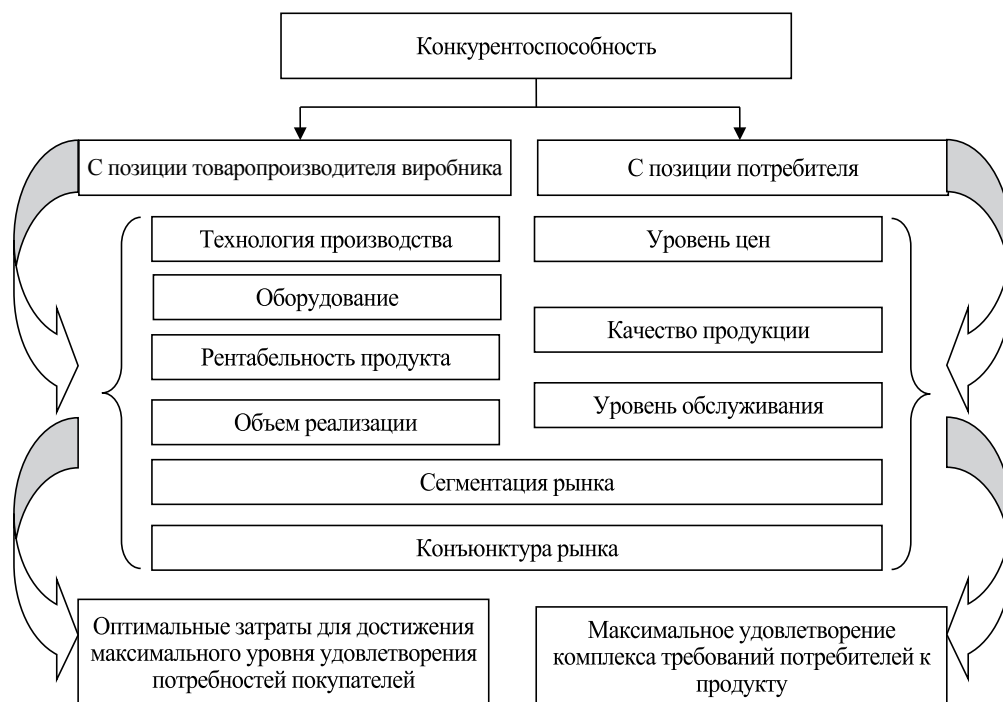 Конкурентоспособность
С позиции товаропроизводителя виробника
С позиции потребителя
Технология производства
Уровень цен
Оборудование
Качество продукции
Рентабельность продукта
Уровень обслуживания
Объем реализации
Сегментация рынка
Конъюнктура рынка
Оптимальные затраты для достижения
максимального уровня удовлетворения
потребностей покупателей
Максимальное удовлетворение
комплекса требований потребителей к
продукту